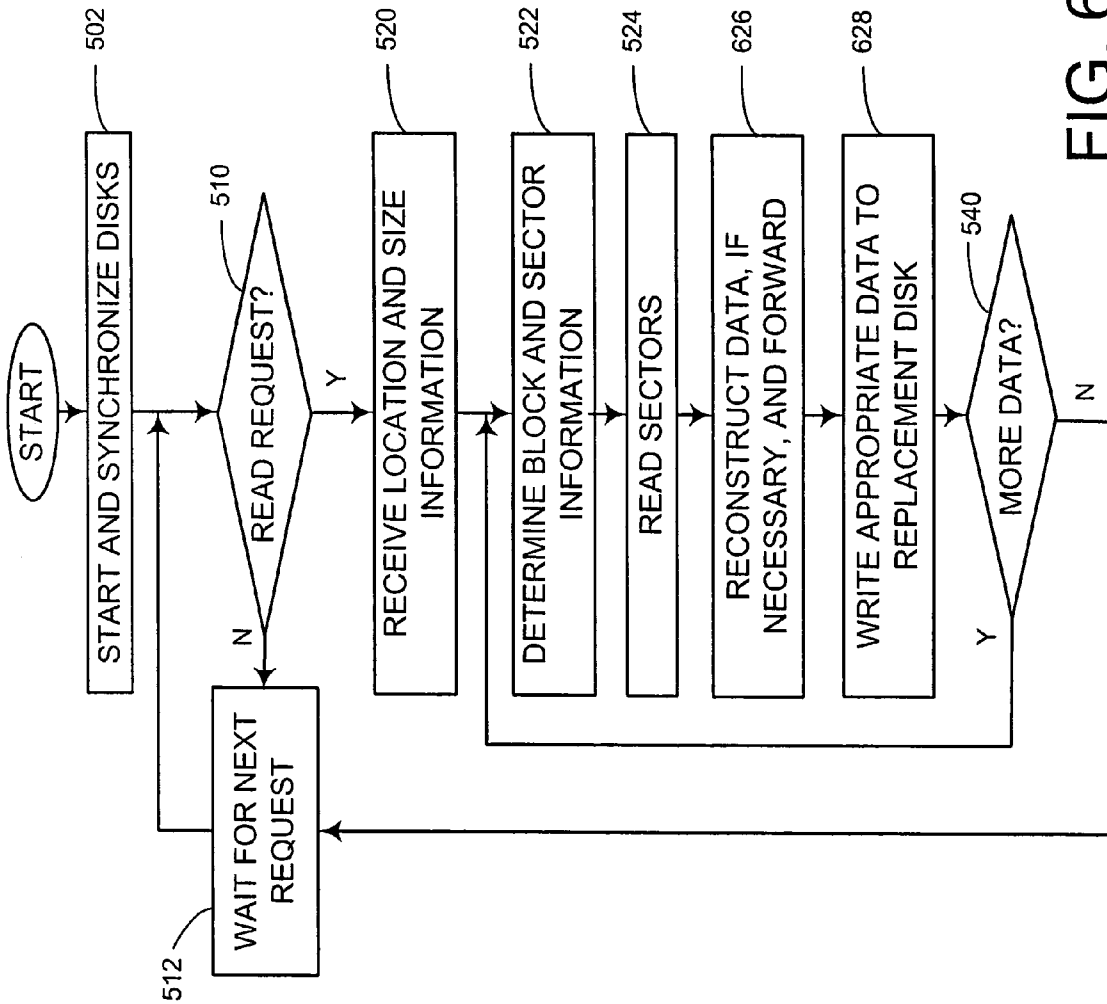 START
START AND SYNCHRONIZE DISKS
502
READ REQUEST?
510
N
Y
WAIT FOR NEXT
REQUEST
512
RECEIVE LOCATION AND SIZE
INFORMATION
520
DETERMINE BLOCK AND SECTOR
INFORMATION
522
READ SECTORS
524
RECONSTRUCT DATA, IF
NECESSARY, AND FORWARD
626
WRITE APPROPRIATE DATA TO
REPLACEMENT DISK
628
MORE DATA?
540
Y
N
FIG. 6